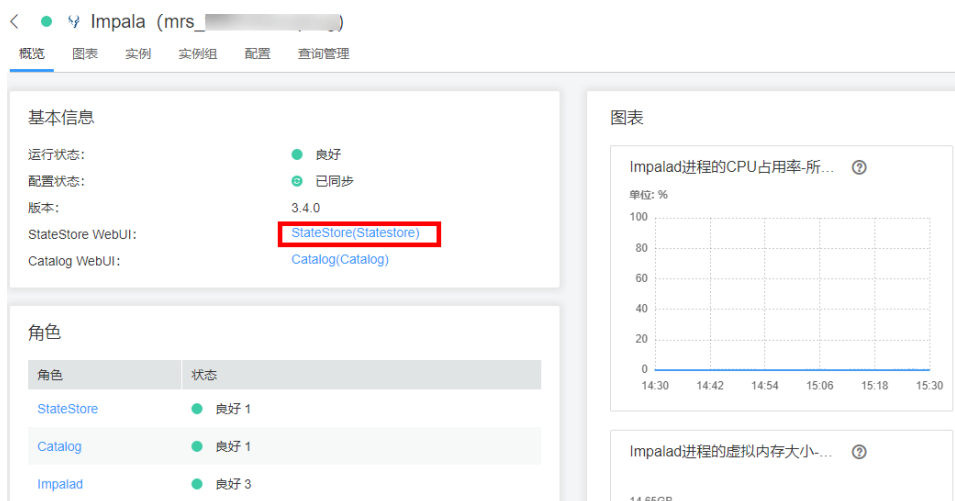 Impala (mrs_ )
概览 图表 实例 实例组 配置 查询管理
基本信息
运行状态: 良好
配置状态: 已同步
版本: 3.4.0
StateStore WebUI: StateStore(Statestore)
Catalog WebUI: Catalog(Catalog)
角色
角色 状态
StateStore 良好 1
Catalog 良好 1
Impalad 良好 3
图表
Impalad进程的CPU占用率-所...
单位: %
100
80
60
40
20
0
14:30 14:42 14:54 15:06 15:18 15:30
Impalad进程的虚拟内存大小-...
14.65GB